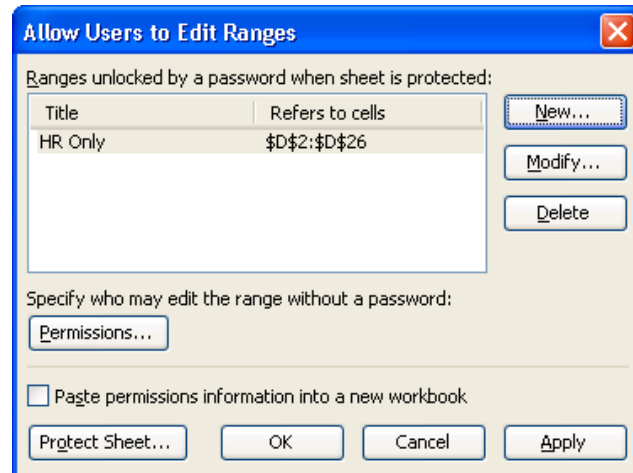 Allow Users to Edit Ranges
Ranges unlocked by a password when sheet is protected:
Title Refers to cells
HR Only $D$2:$D$26
New...
Modify...
Delete
Specify who may edit the range without a password:
Permissions...
Paste permissions information into a new workbook
Protect Sheet... OK Cancel Apply